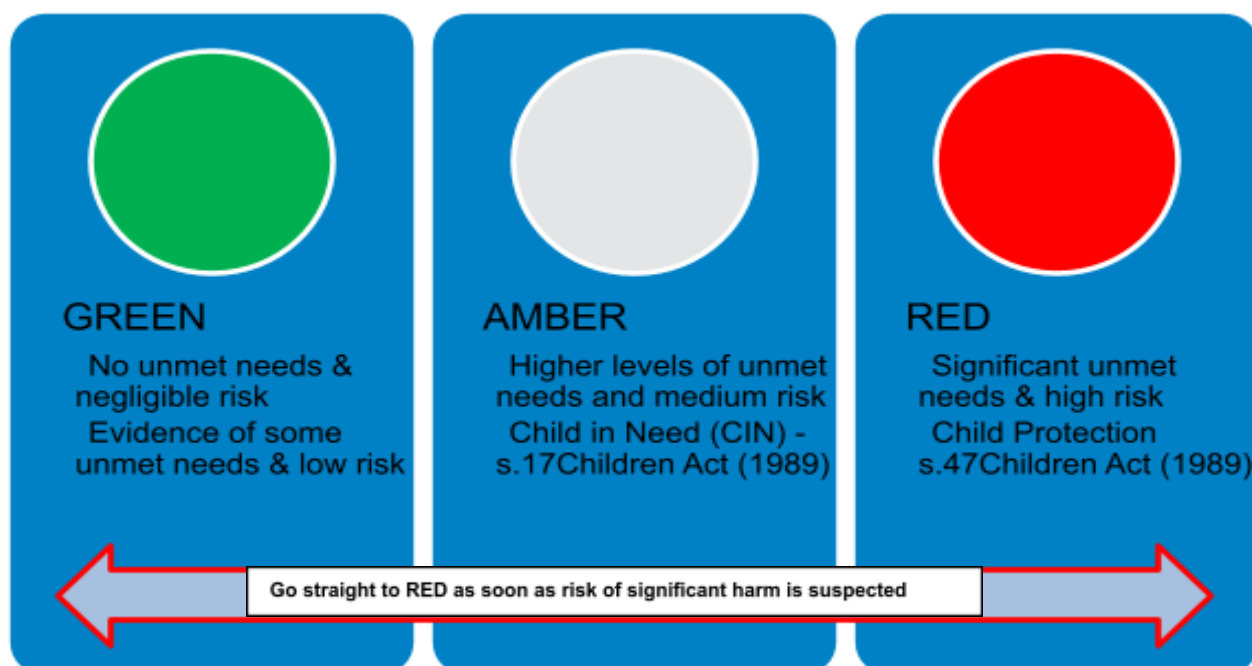 GREEN
No unmet needs &
negligible risk
Evidence of some
unmet needs & low risk
AMBER
Higher levels of unmet
needs and medium risk
Child in Need (CIN) -
s.17Children Act (1989)
RED
Significant unmet
needs & high risk
Child Protection
s.47Children Act (1989)
Go straight to RED as soon as risk of significant harm is suspected